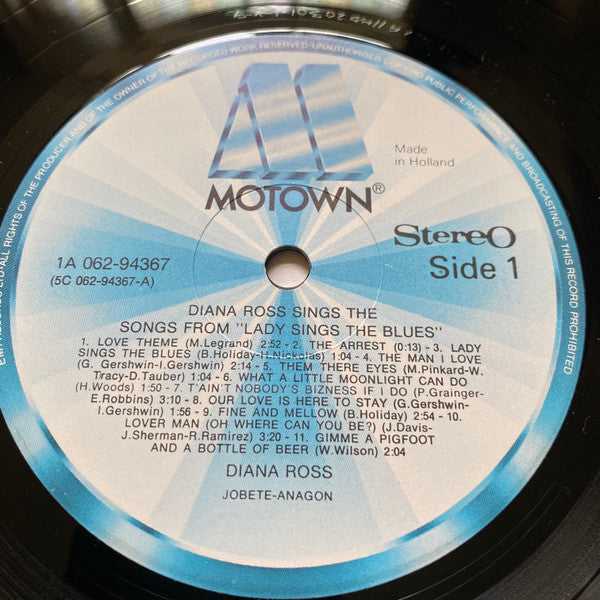 EMI RECORDS LTD·ALL RIGHTS OF THE PRODUCER AND OF THE OWNER OF THE RECORDED WORK RESERVED·UNAUTHORISED COPYING PUBLIC PERFORMANCE AND BROADCASTING OF THIS RECORD PROHIBITED
MOTOWN®
Made
in Holland
1A 062-94367
(5C 062-94367-A)
Stereo
Side 1
DIANA ROSS SINGS THE
SONGS FROM "LADY SINGS THE BLUES"
1. LOVE THEME (M.Legrand) 2:52 - 2. THE ARREST (0:13) - 3. LADY
SINGS THE BLUES (B.Holiday-H.Nickolas) 1:04 - 4. THE MAN I LOVE
(G. Gershwin-I.Gershwin) 2:14 - 5. THEM THERE EYES (M.Pinkard-W.
Tracy-D.Tauber) 1:04 - 6. WHAT A LITTLE MOONLIGHT CAN DO
(H.Woods) 1:50 - 7. T'AIN'T NOBODY'S BIZNESS IF I DO (P.Grainger-
E.Robbins) 3:10 - 8. OUR LOVE IS HERE TO STAY (G.Gershwin-
I.Gershwin) 1:56 - 9. FINE AND MELLOW (B.Holiday) 2:54 - 10.
LOVER MAN (OH WHERE CAN YOU BE?) (J.Davis-
J.Sherman-R.Ramirez) 3:20 - 11. GIMME A PIGFOOT
AND A BOTTLE OF BEER (W.Wilson) 2:04
DIANA ROSS
JOBETE-ANAGON